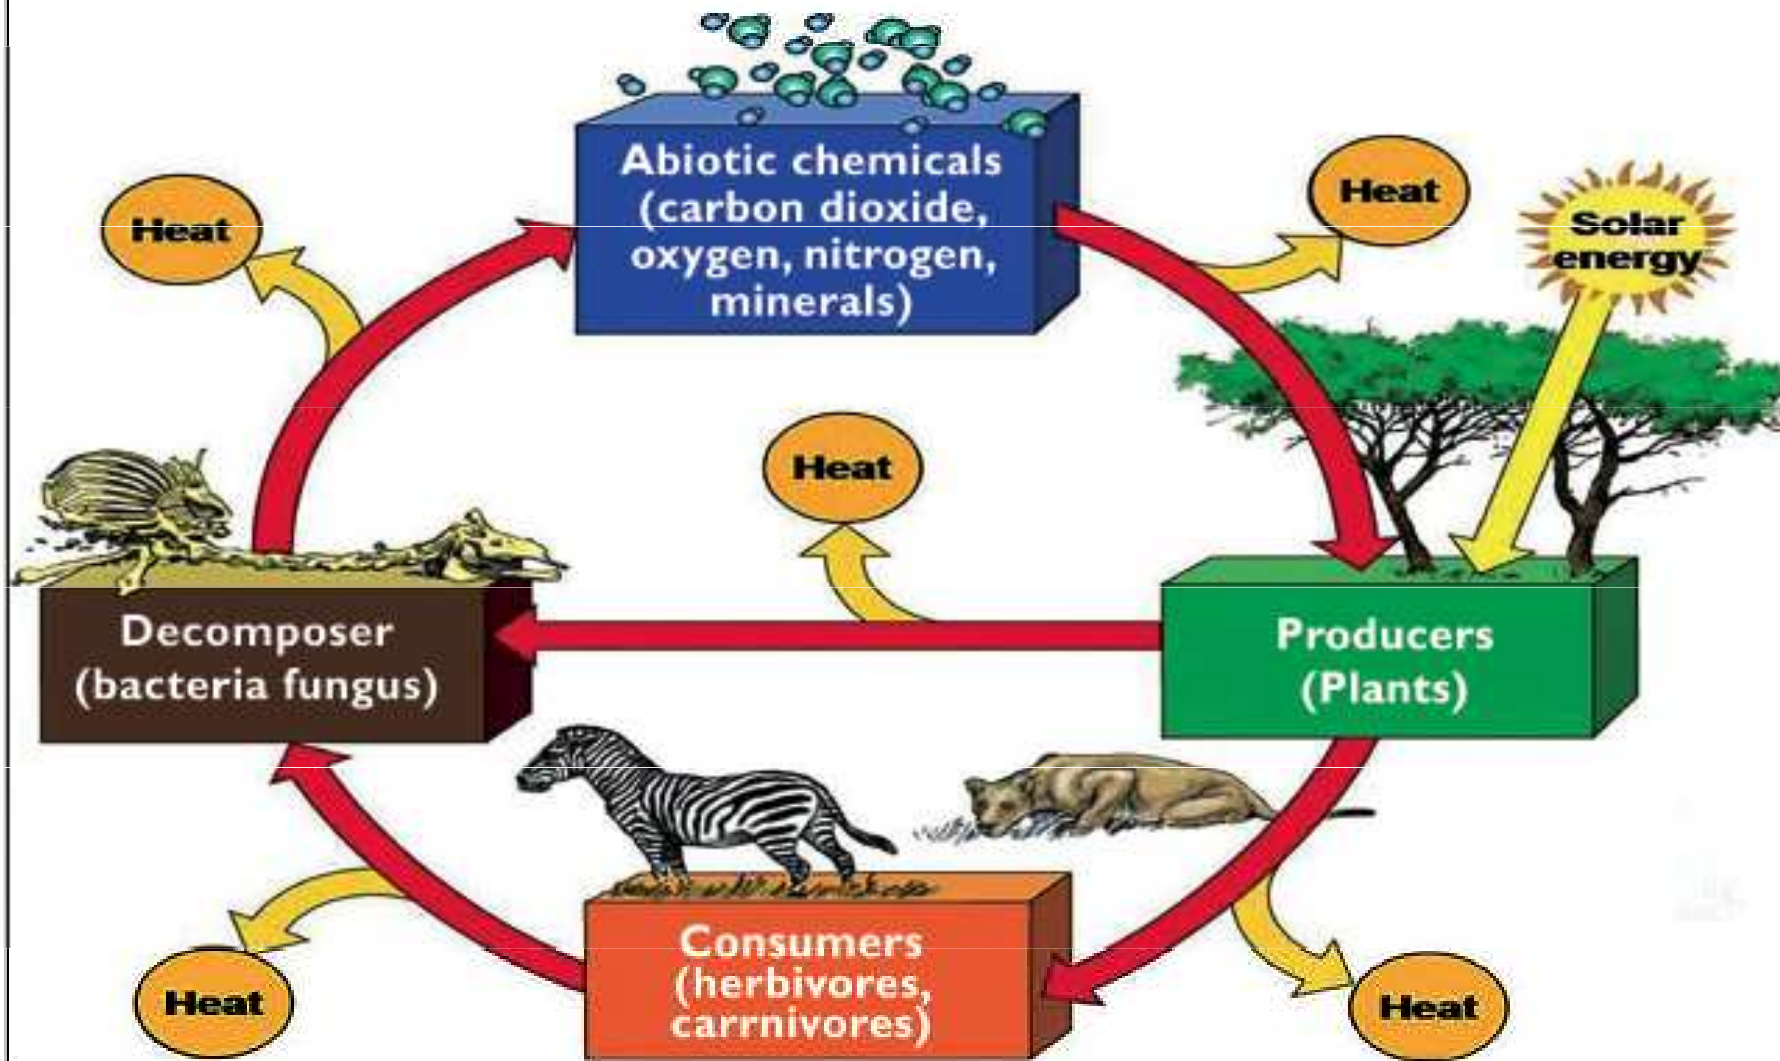 Abiotic chemicals
(carbon dioxide,
oxygen, nitrogen,
minerals)
Heat
Heat
Solar
energy
Heat
Decomposer
(bacteria fungus)
Producers
(Plants)
Consumers
(herbivores,
carrnivores)
Heat
Heat